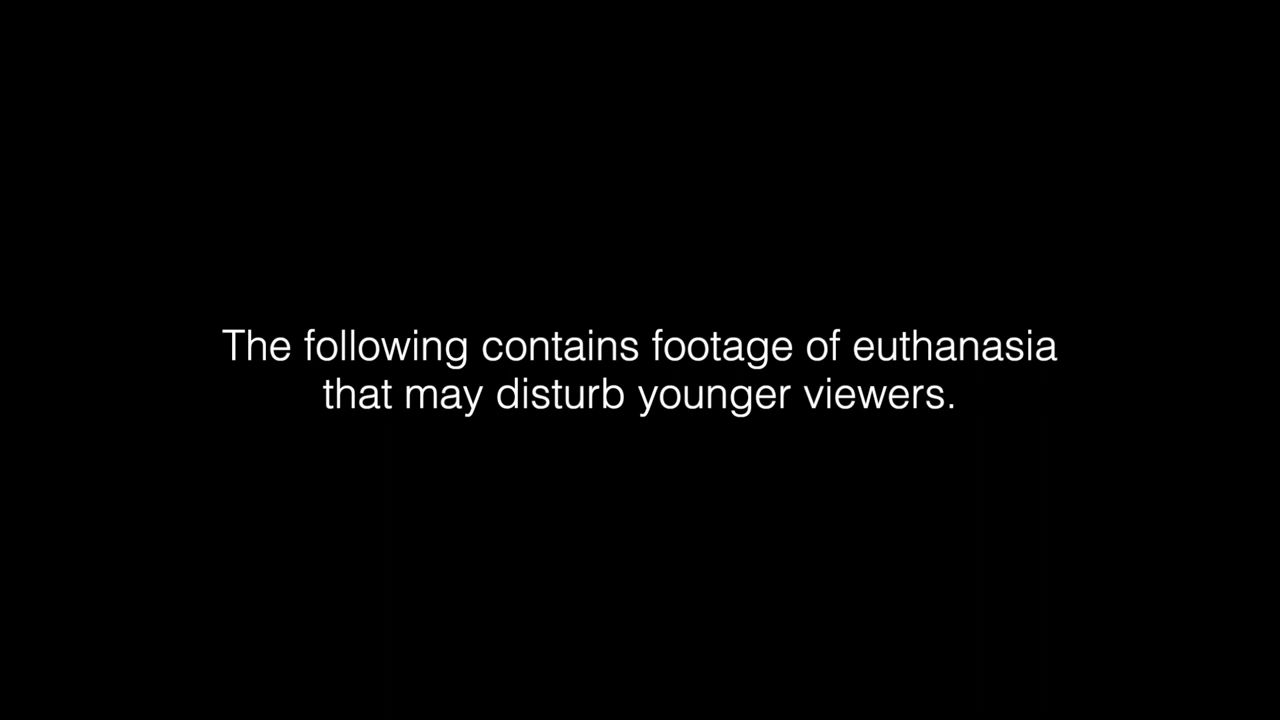 The following contains footage of euthanasia
that may disturb younger viewers.